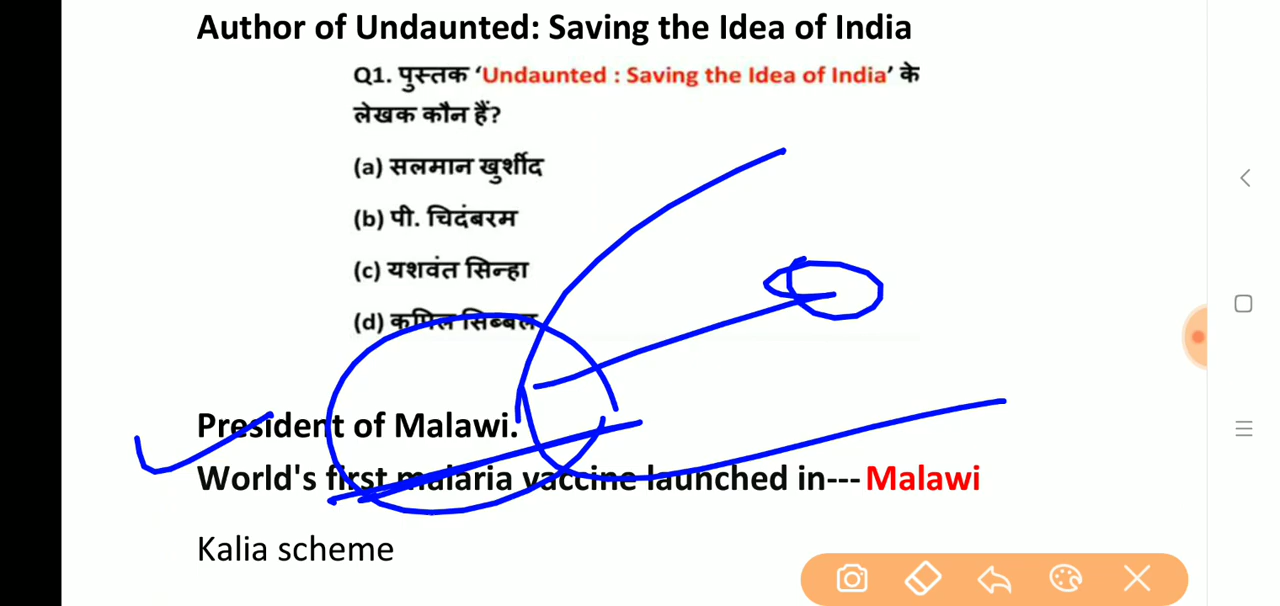 Author of Undaunted: Saving the Idea of India
Q1. पुस्तक ‘Undaunted : Saving the Idea of India’ के
लेखक कौन हैं?
(a) सलमान खुर्शीद
(b) पी. चिदंबरम
(c) यशवंत सिन्हा
(d) कपिल सिब्बल
President of Malawi.
World's first malaria vaccine launched in--- Malawi
Kalia scheme